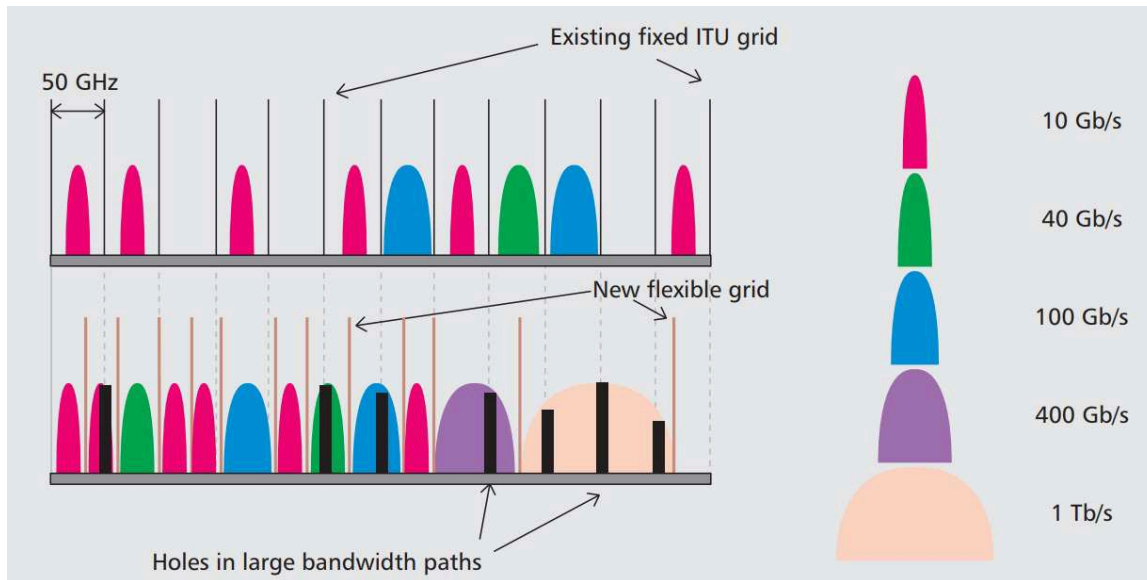 Existing fixed ITU grid
50 GHz
10 Gb/s
40 Gb/s
New flexible grid
100 Gb/s
400 Gb/s
1 Tb/s
Holes in large bandwidth paths